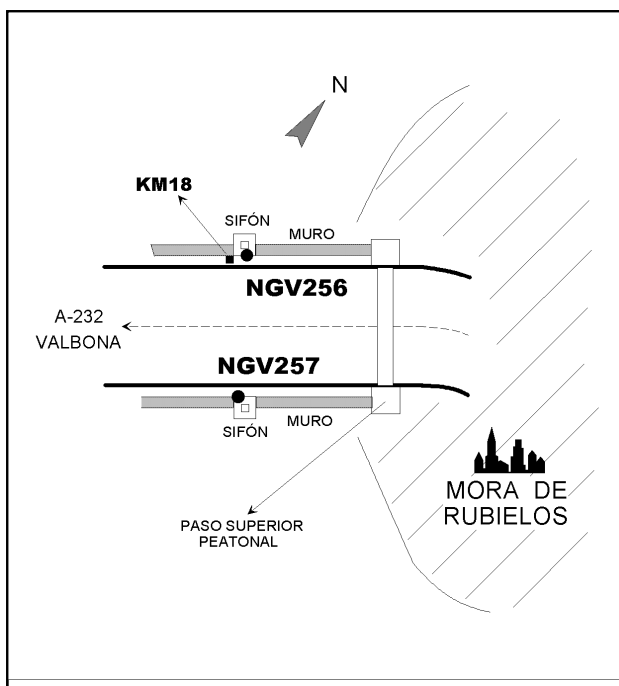 N
KM18
SIFÓN
MURO
NGV256
A-232
VALBONA
NGV257
SIFÓN
MURO
MORA DE
RUBIELOS
PASO SUPERIOR
PEATONAL